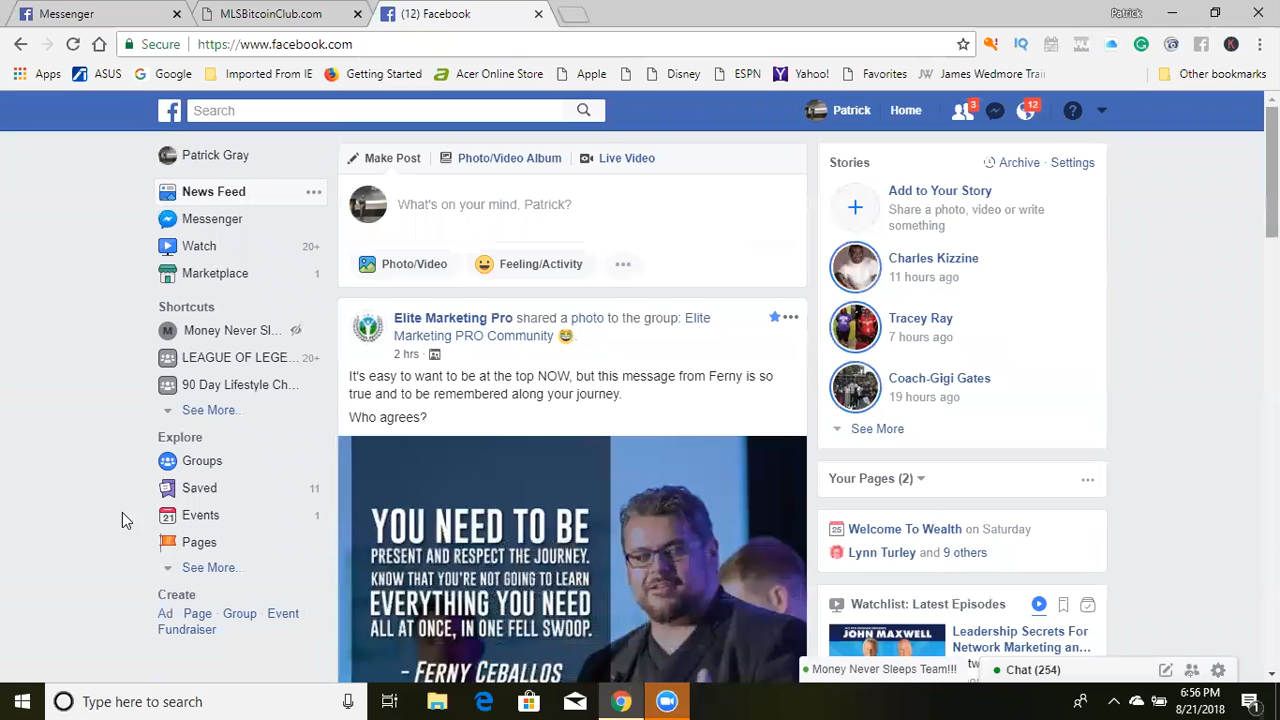 Messenger
MLSBitcoinClub.com
(12) Facebook
Patrick
Secure
https://www.facebook.com
Apps
ASUS
Google
Imported From IE
Getting Started
Acer Online Store
Apple
Disney
ESPN
Yahoo!
Favorites
James Wedmore Trai
Other bookmarks
Search
Patrick
Home
3
12
Patrick Gray
News Feed
Messenger
Watch 20+
Marketplace 1
Shortcuts
Money Never Sl...
LEAGUE OF LEGE... 20+
90 Day Lifestyle Ch...
See More...
Explore
Groups
Saved 11
Events 1
Pages
See More...
Create
Ad Page Group Event
Fundraiser
Make Post
Photo/Video Album
Live Video
What's on your mind, Patrick?
Photo/Video
Feeling/Activity
Elite Marketing Pro shared a photo to the group: Elite
Marketing PRO Community
2 hrs
It's easy to want to be at the top NOW, but this message from Ferny is so
true and to be remembered along your journey.
Who agrees?
YOU NEED TO BE
PRESENT AND RESPECT THE JOURNEY.
KNOW THAT YOU'RE NOT GOING TO LEARN
EVERYTHING YOU NEED
ALL AT ONCE, IN ONE FELL SWOOP.
- FERNY CEBALLOS
Stories
Archive · Settings
Add to Your Story
Share a photo, video or write
something
Charles Kizzine
11 hours ago
Tracey Ray
7 hours ago
Coach-Gigi Gates
19 hours ago
See More
Your Pages (2)
Welcome To Wealth on Saturday
Lynn Turley and 9 others
Watchlist: Latest Episodes
JOHN MAXWELL
Leadership Secrets For
Network Marketing an...
Money Never Sleeps Team!!!
Chat (254)
Type here to search
6:56 PM
8/21/2018